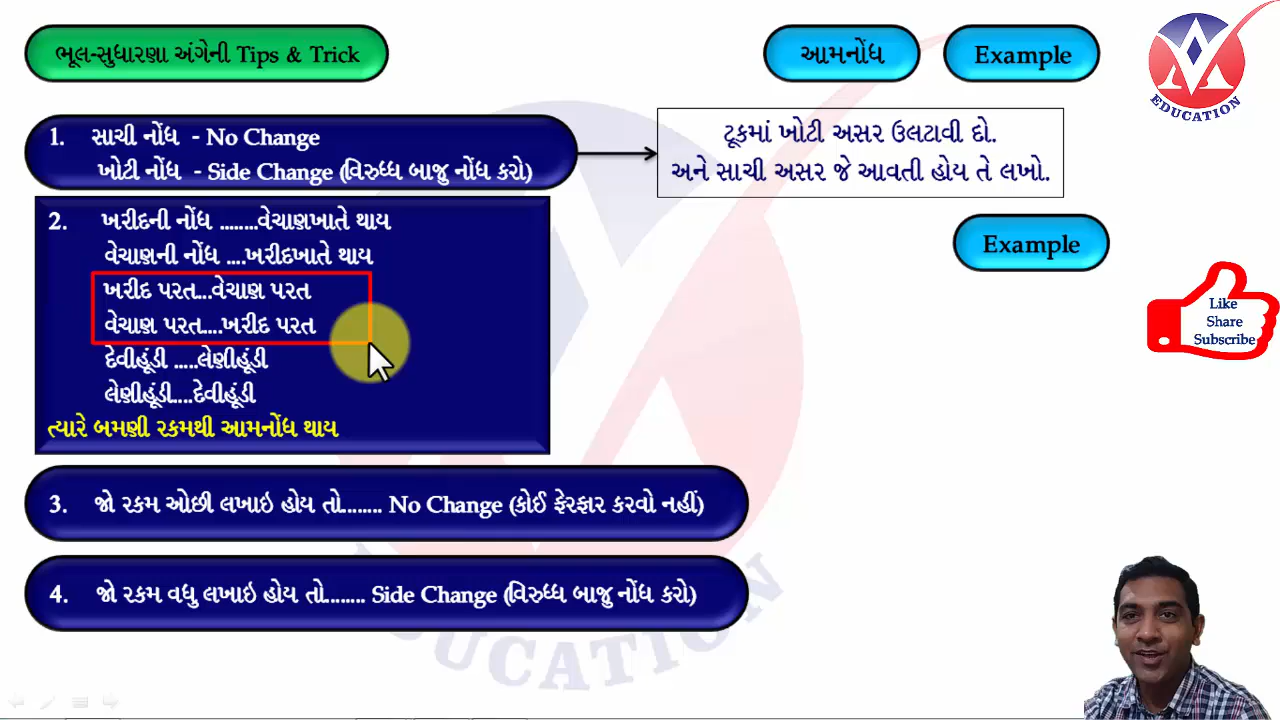 ભૂલ-સુધારણા અંગેની Tips & Trick
આમનોંધ
Example
EDUCATION
1. સાચી નોંધ - No Change
ખોટી નોંધ - Side Change (વિરુધ્ધ બાજુ નોંધ કરો)
ટૂકમાં ખોટી અસર ઉલટાવી દો.
અને સાચી અસર જે આવતી હોય તે લખો.
2. ખરીદની નોંધ ........વેચાણખાતે થાય
વેચાણની નોંધ ....ખરીદખાતે થાય
ખરીદ પરત...વેચાણ પરત
વેચાણ પરત....ખરીદ પરત
દેવીહૂંડી .....લેણીહૂંડી
લેણીહૂંડી....દેવીહૂંડી
ત્યારે બમણી રકમથી આમનોંધ થાય
Example
Like
Share
Subscribe
3. જો રકમ ઓછી લખાઇ હોય તો........ No Change (કોઈ ફેરફાર કરવો નહીં)
4. જો રકમ વધુ લખાઇ હોય તો........ Side Change (વિરુધ્ધ બાજુ નોંધ કરો)
EDUCATION